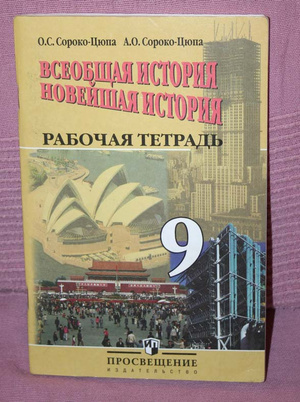 О.С. Сороко-Цюпа А.О. Сороко-Цюпа
ВСЕОБЩАЯ ИСТОРИЯ
НОВЕЙШАЯ ИСТОРИЯ
РАБОЧАЯ ТЕТРАДЬ
9
ПРОСВЕЩЕНИЕ
ИЗДАТЕЛЬСТВО